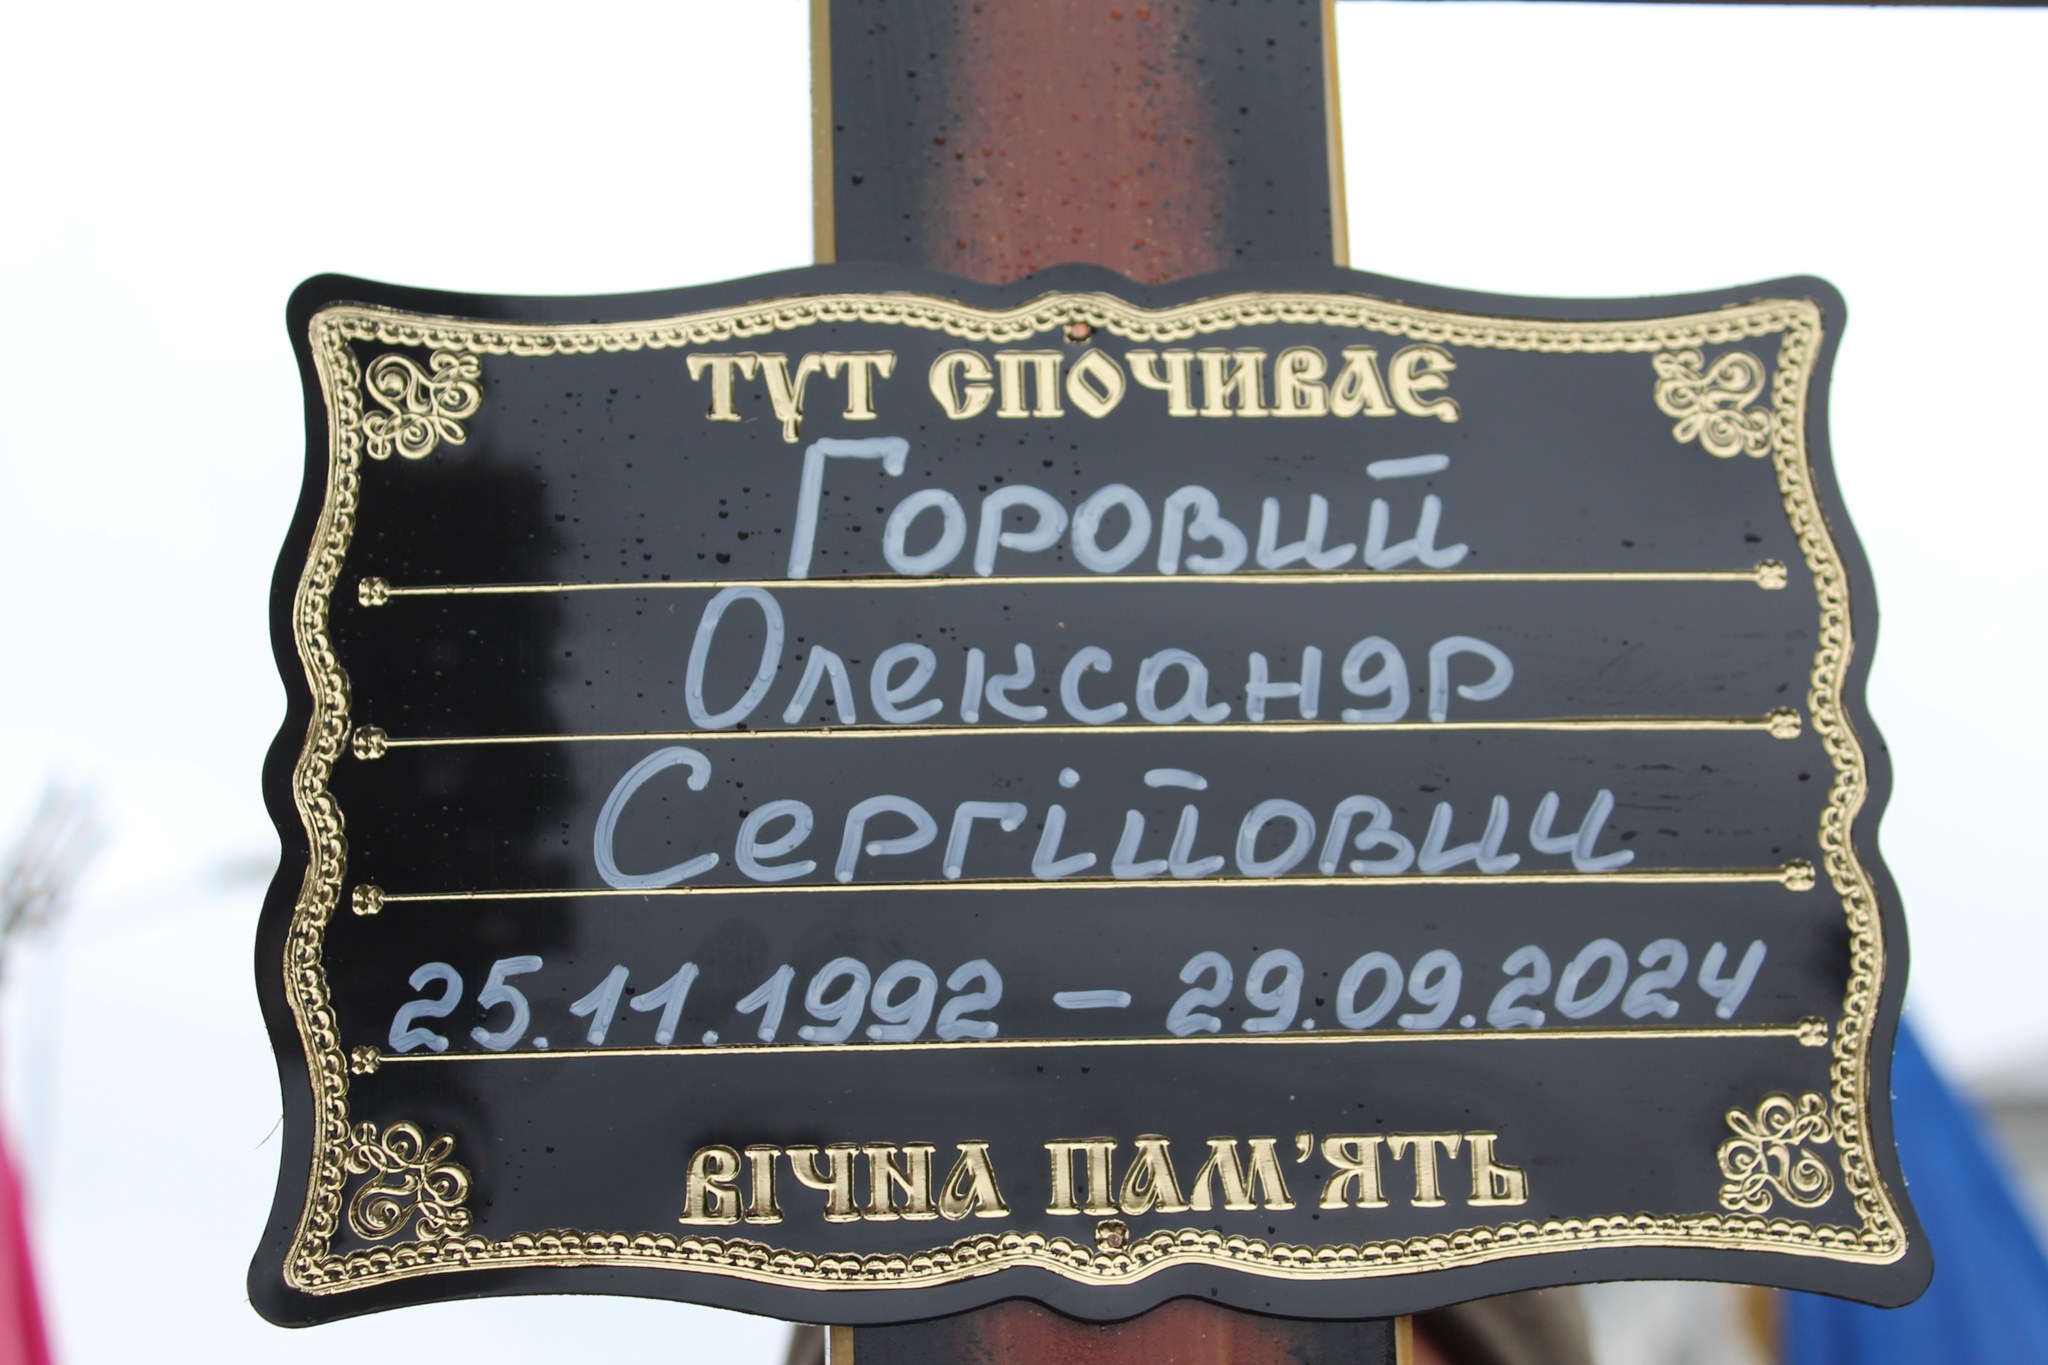 ТУТ СПОЧИВАЄ
Горовий
Олександр
Сергійович
25.11.1992 – 29.09.2024
ВІЧНА ПАМ'ЯТЬ